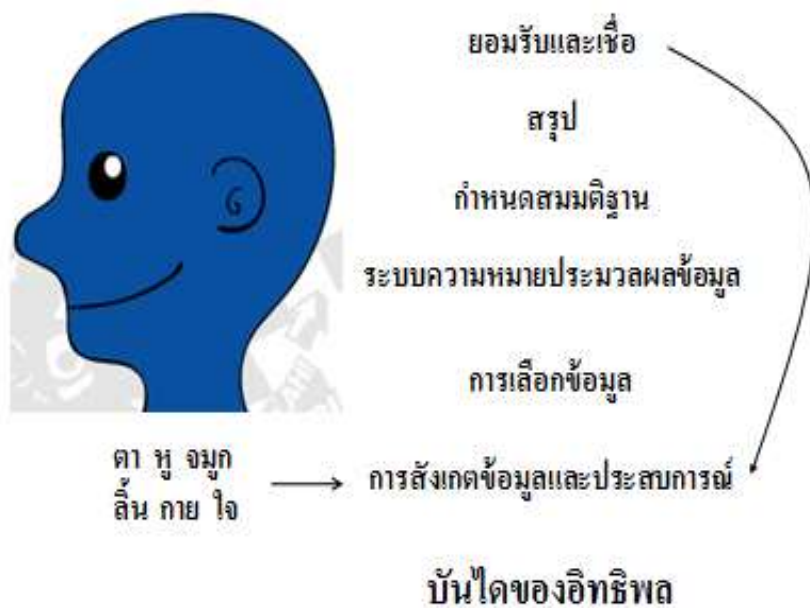 ยอมรับและเชื่อ
สรุป
กำหนดสมมติฐาน
ระบบความหมายประมวลผลข้อมูล
การเลือกข้อมูล
ตา หู จมูก
ลิ้น กาย ใจ
การสังเกตข้อมูลและประสบการณ์
บันไดของอิทธิพล